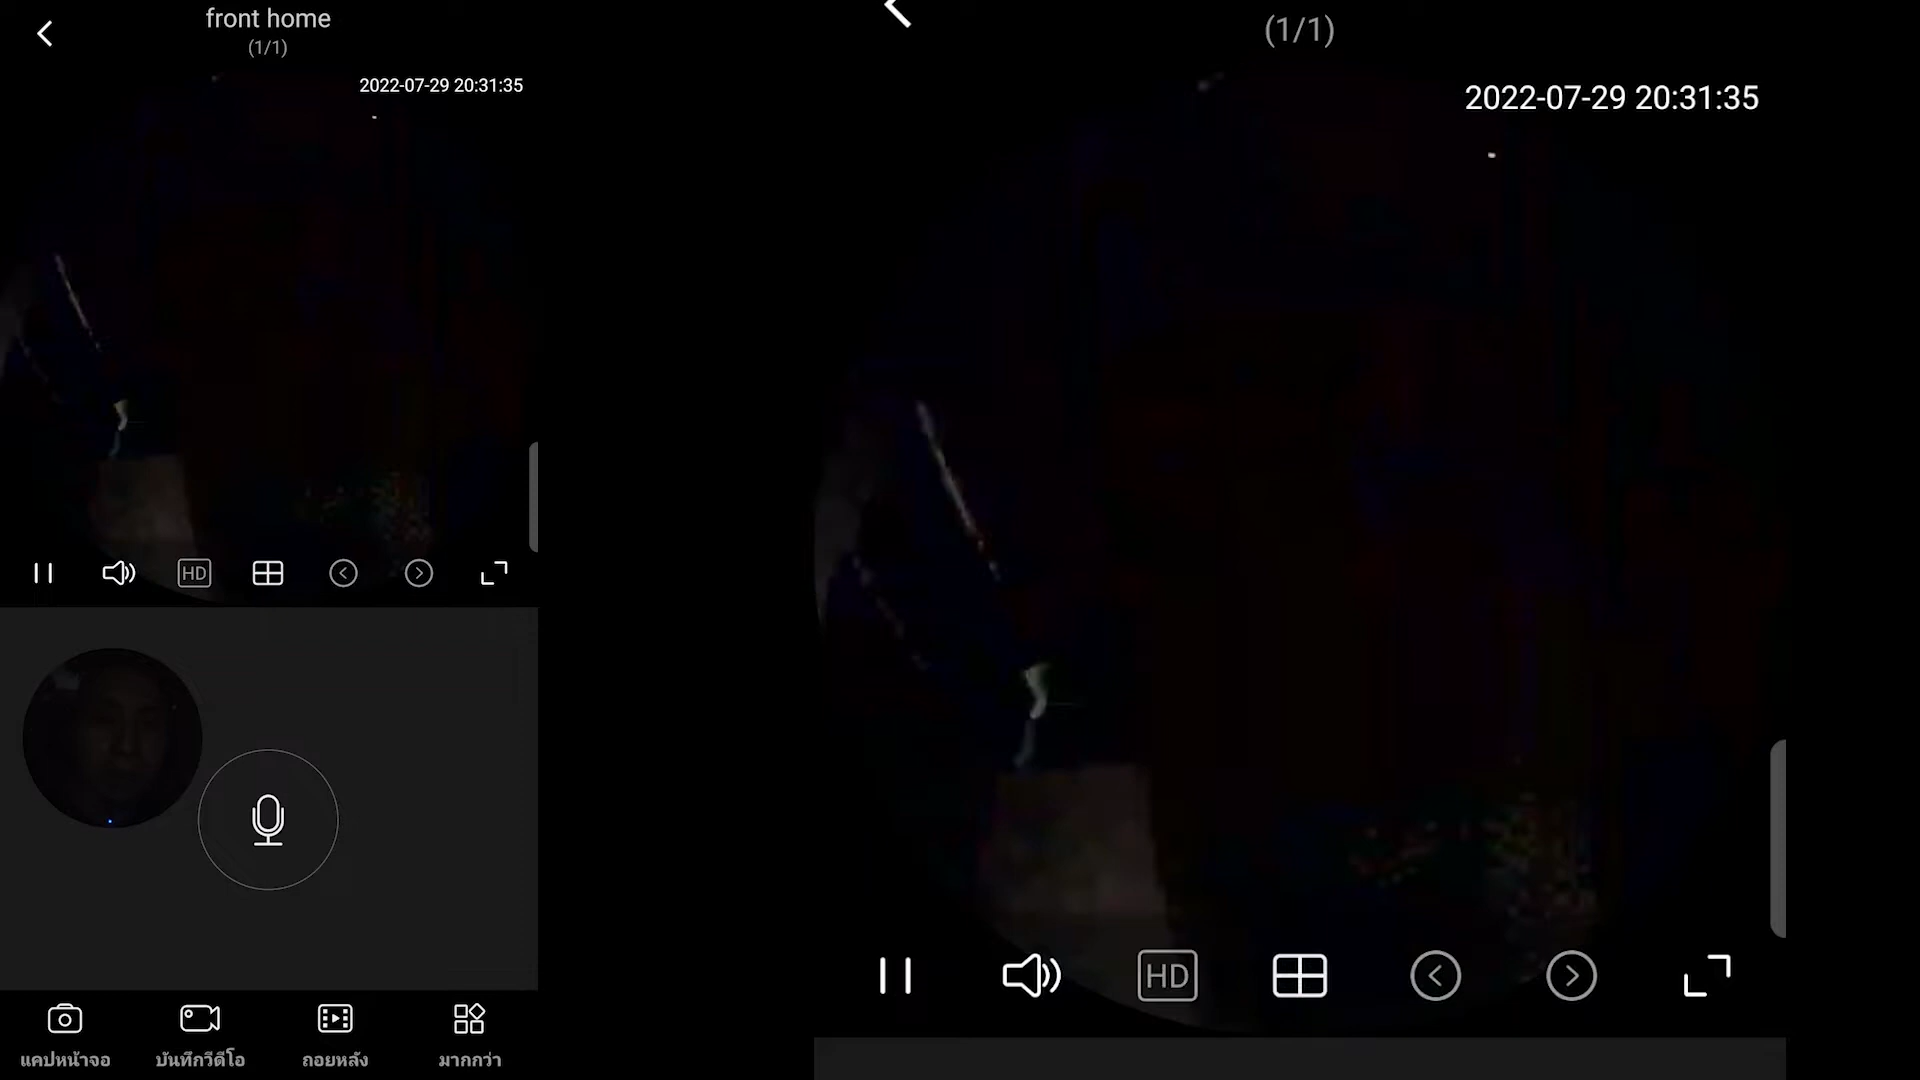 front home
(1/1)
2022-07-29 20:31:35
HD
แคปหน้าจอ
บันทึกวีดีโอ
ถอยหลัง
มากกว่า
(1/1)
2022-07-29 20:31:35
HD